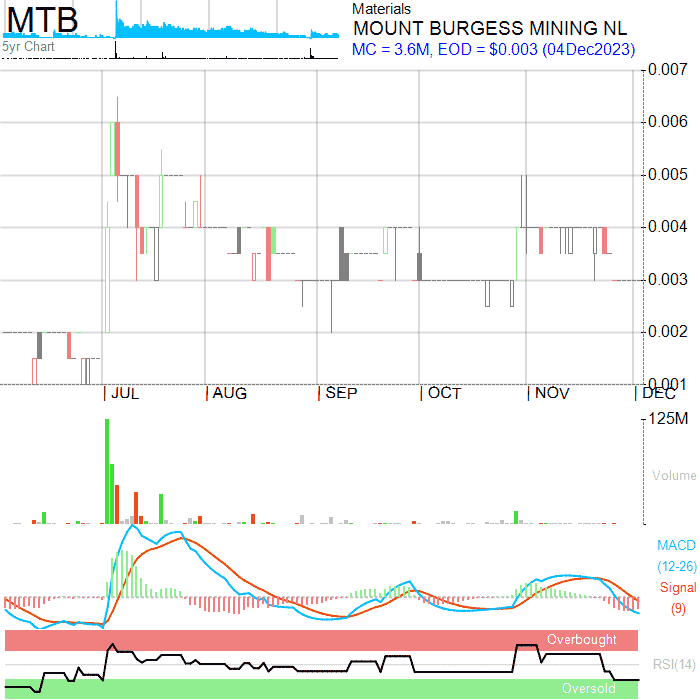 MTB
Materials
MOUNT BURGESS MINING NL
5yr Chart
MC = 3.6M, EOD = $0.003 (04Dec2023)
0.007
0.006
0.005
0.004
0.003
0.002
0.001
JUL AUG SEP OCT NOV DEC
125M
Volume
MACD
(12-26)
Signal
(9)
Overbought
RSI(14)
Oversold